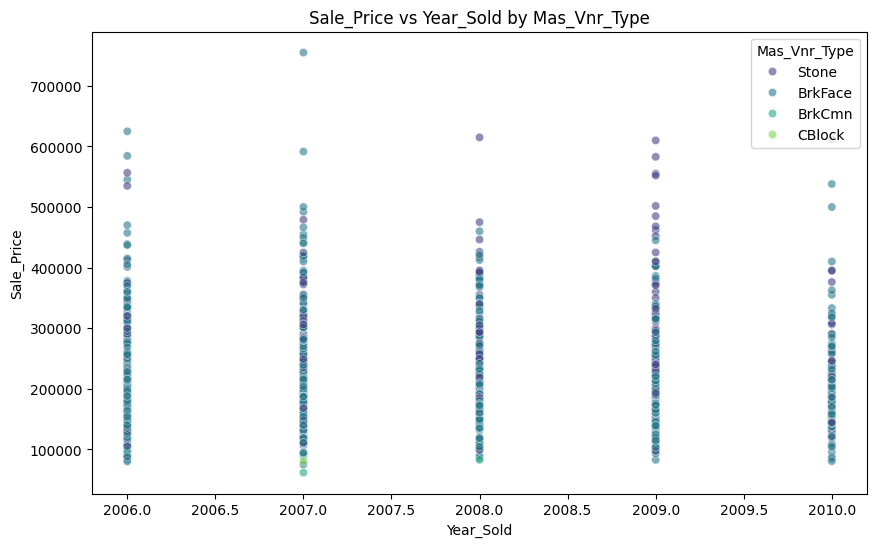 Sale_Price vs Year_Sold by Mas_Vnr_Type
Mas_Vnr_Type
Stone
BrkFace
BrkCmn
CBlock
Sale_Price
700000
600000
500000
400000
300000
200000
100000
2006.0 2006.5 2007.0 2007.5 2008.0 2008.5 2009.0 2009.5 2010.0
Year_Sold